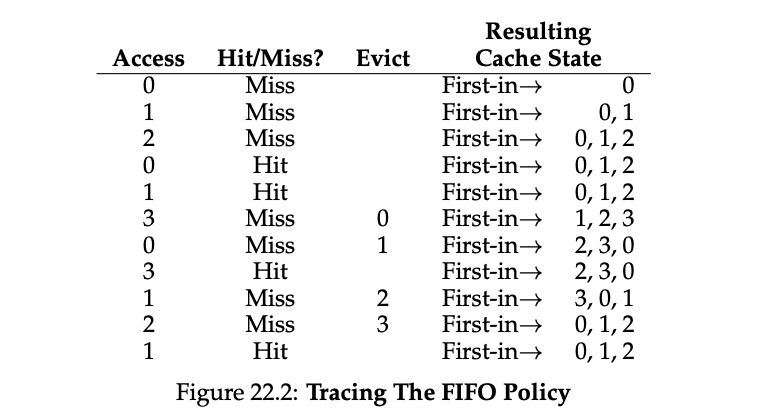 Resulting
Access Hit/Miss? Evict Cache State
0 Miss First-in→ 0
1 Miss First-in→ 0, 1
2 Miss First-in→ 0, 1, 2
0 Hit First-in→ 0, 1, 2
1 Hit First-in→ 0, 1, 2
3 Miss 0 First-in→ 1, 2, 3
0 Miss 1 First-in→ 2, 3, 0
3 Hit First-in→ 2, 3, 0
1 Miss 2 First-in→ 3, 0, 1
2 Miss 3 First-in→ 0, 1, 2
1 Hit First-in→ 0, 1, 2
Figure 22.2: Tracing The FIFO Policy